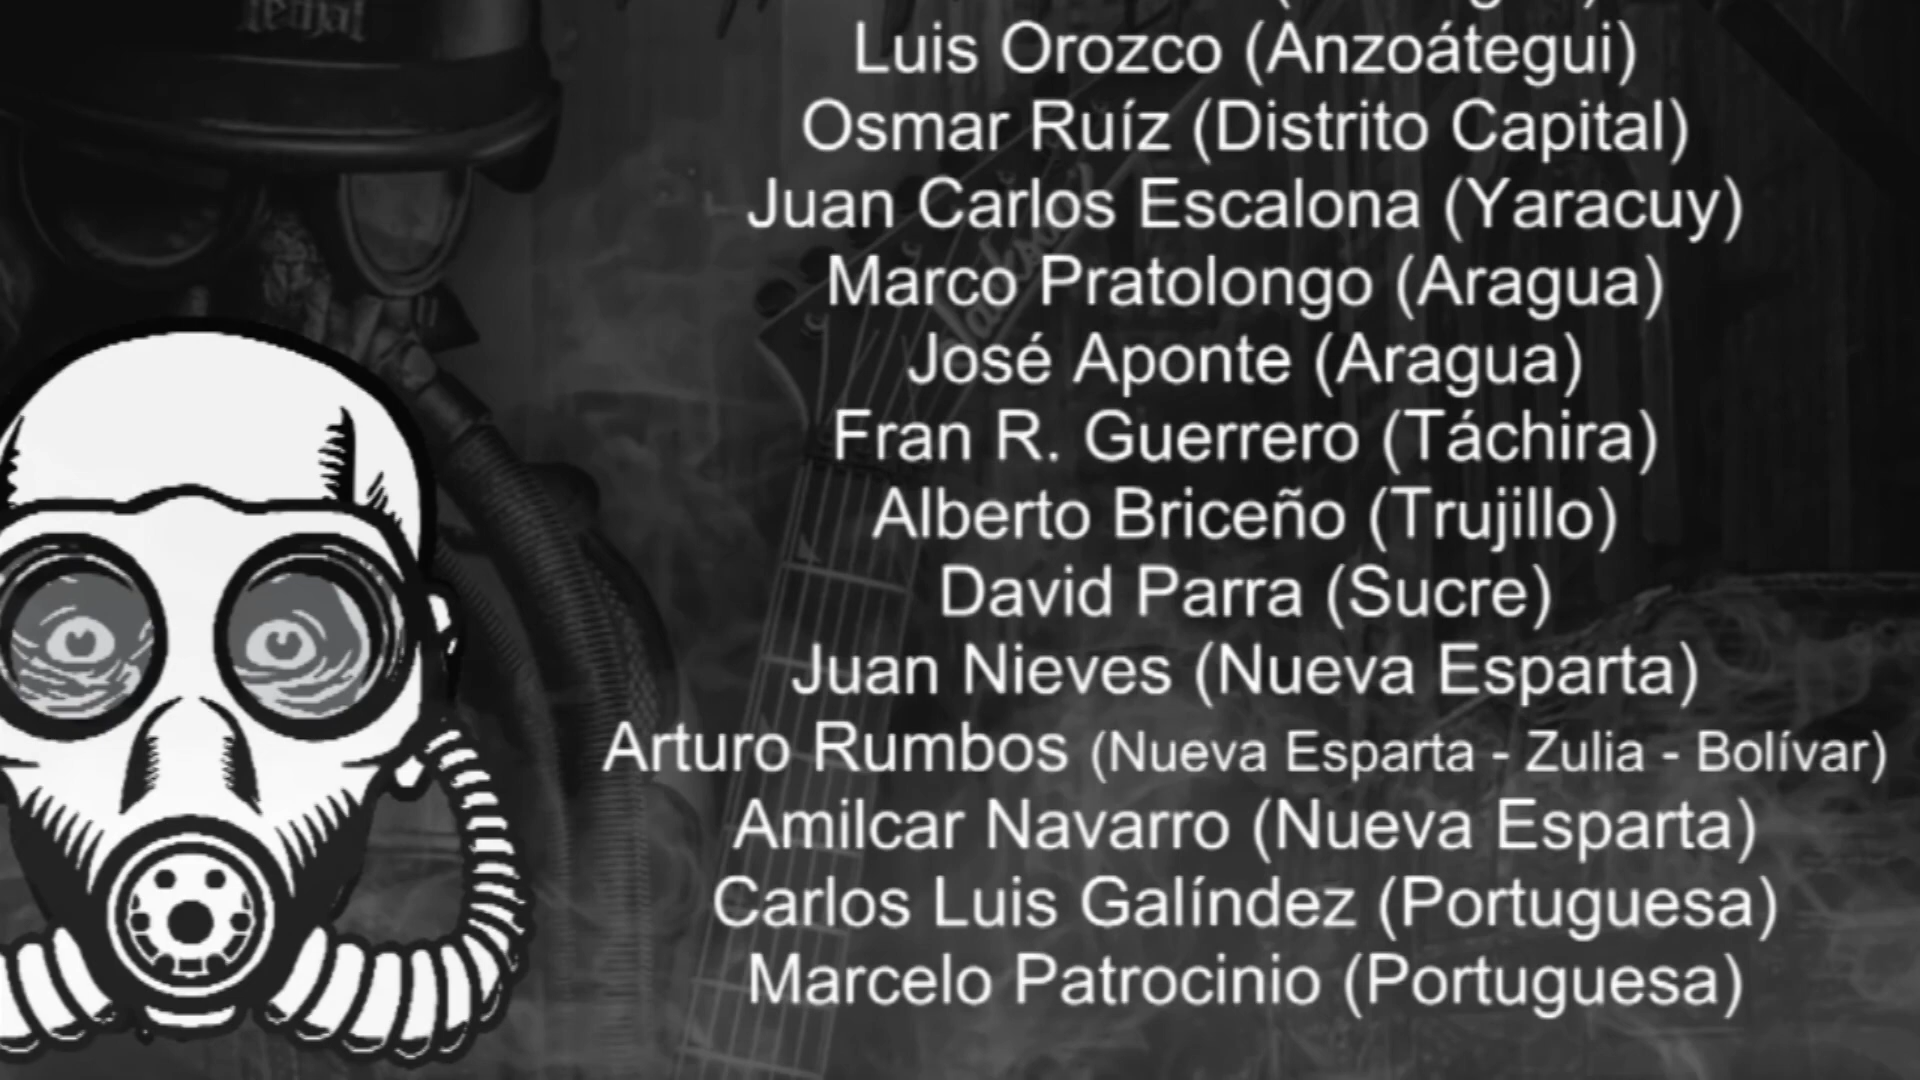 Luis Orozco (Anzoátegui)
Osmar Ruíz (Distrito Capital)
Juan Carlos Escalona (Yaracuy)
Marco Pratolongo (Aragua)
José Aponte (Aragua)
Fran R. Guerrero (Táchira)
Alberto Briceño (Trujillo)
David Parra (Sucre)
Juan Nieves (Nueva Esparta)
Arturo Rumbos (Nueva Esparta - Zulia - Bolívar)
Amilcar Navarro (Nueva Esparta)
Carlos Luis Galíndez (Portuguesa)
Marcelo Patrocinio (Portuguesa)